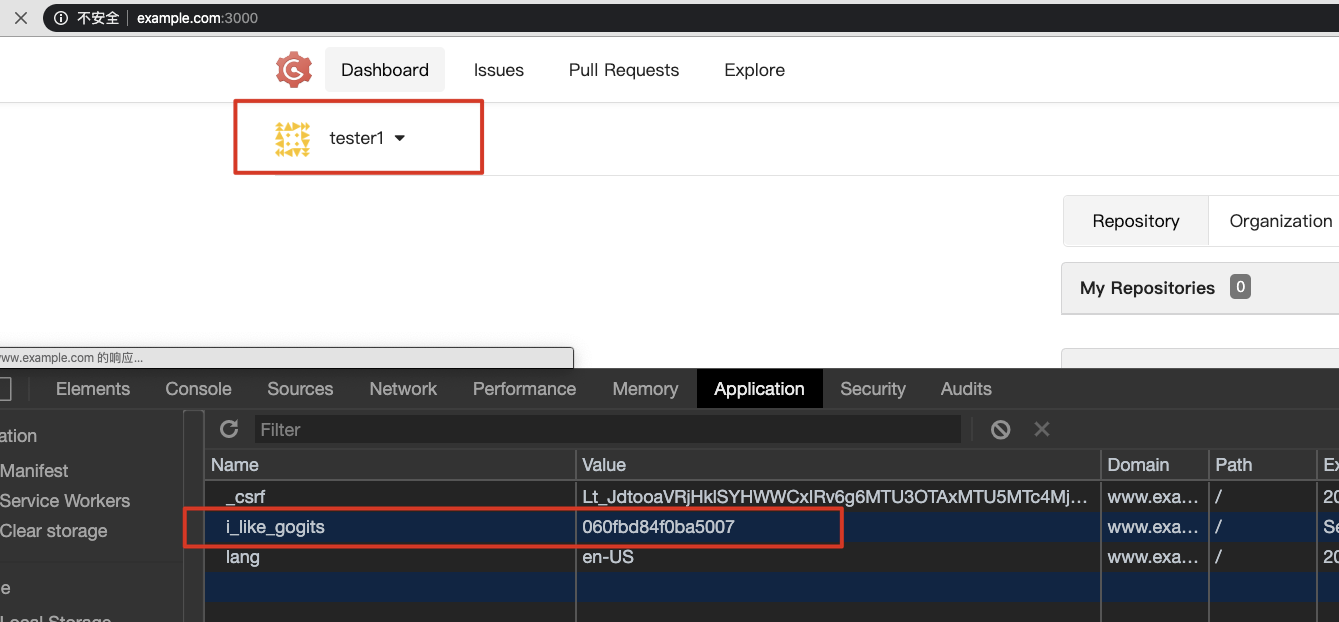 不安全 example.com:3000
Dashboard Issues Pull Requests Explore
tester1
Repository Organization
My Repositories 0
www.example.com 的响应...
Elements Console Sources Network Performance Memory Application Security Audits
ation
Filter
Manifest
Service Workers
Clear storage
Name Value Domain Path Ex
_csrf Lt_JdtooaVRjHklSYHWWCxIRv6g6MTU3OTAxMTU5MTc4Mj... www.exa... / 20
i_like_gogits 060fbd84f0ba5007 www.exa... / Se
lang en-US www.exa... / 20
e
Local Storage